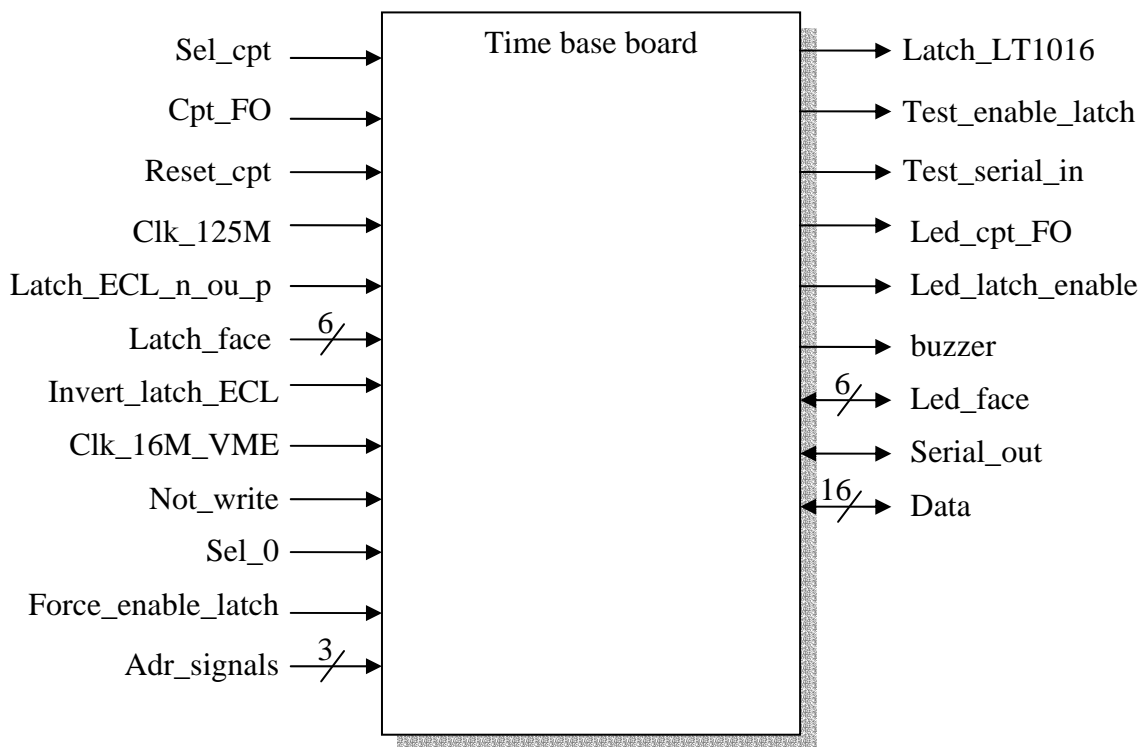 Time base board
Sel_cpt
Cpt_FO
Reset_cpt
Clk_125M
Latch_ECL_n_ou_p
Latch_face
6
Invert_latch_ECL
Clk_16M_VME
Not_write
Sel_0
Force_enable_latch
Adr_signals
3
Latch_LT1016
Test_enable_latch
Test_serial_in
Led_cpt_FO
Led_latch_enable
buzzer
6
Led_face
Serial_out
16
Data